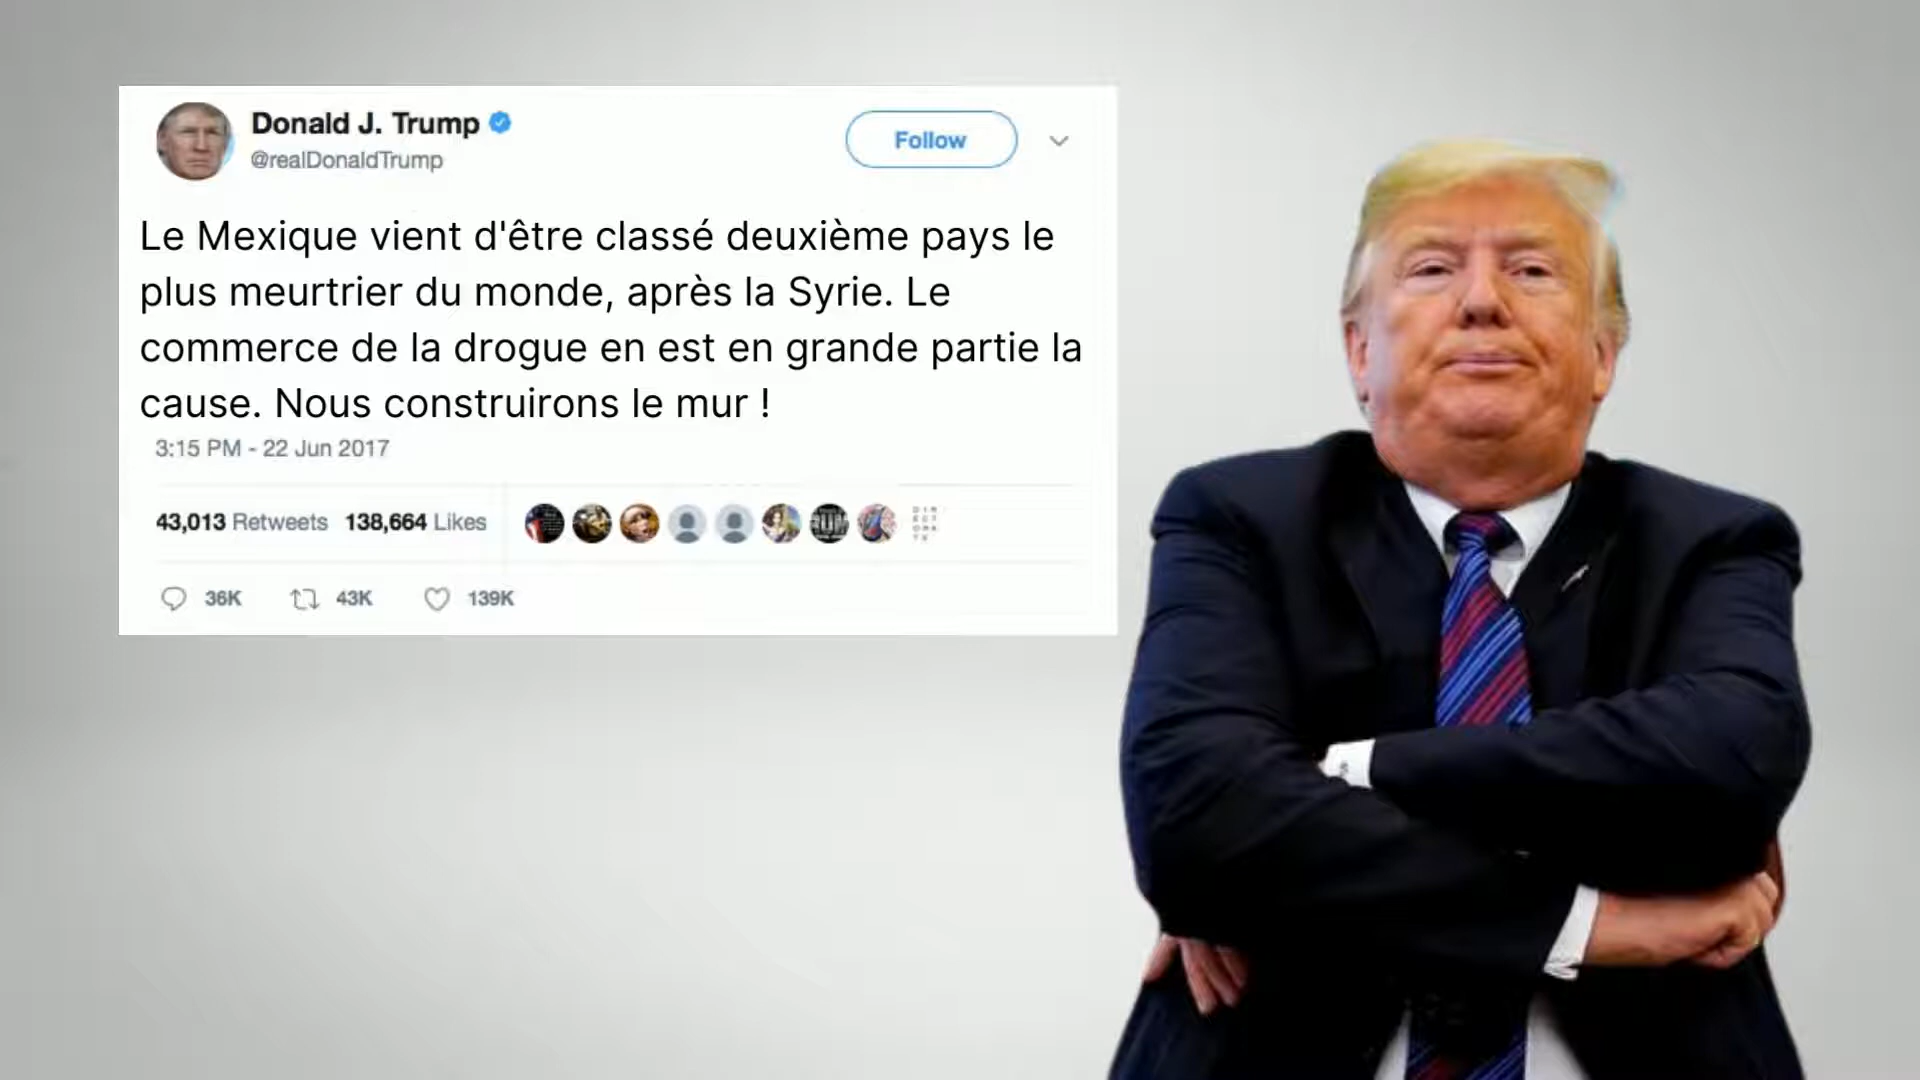 Donald J. Trump
@realDonaldTrump
Follow
Le Mexique vient d'être classé deuxième pays le
plus meurtrier du monde, après la Syrie. Le
commerce de la drogue en est en grande partie la
cause. Nous construirons le mur !
3:15 PM - 22 Jun 2017
43,013 Retweets 138,664 Likes
36K 43K 139K